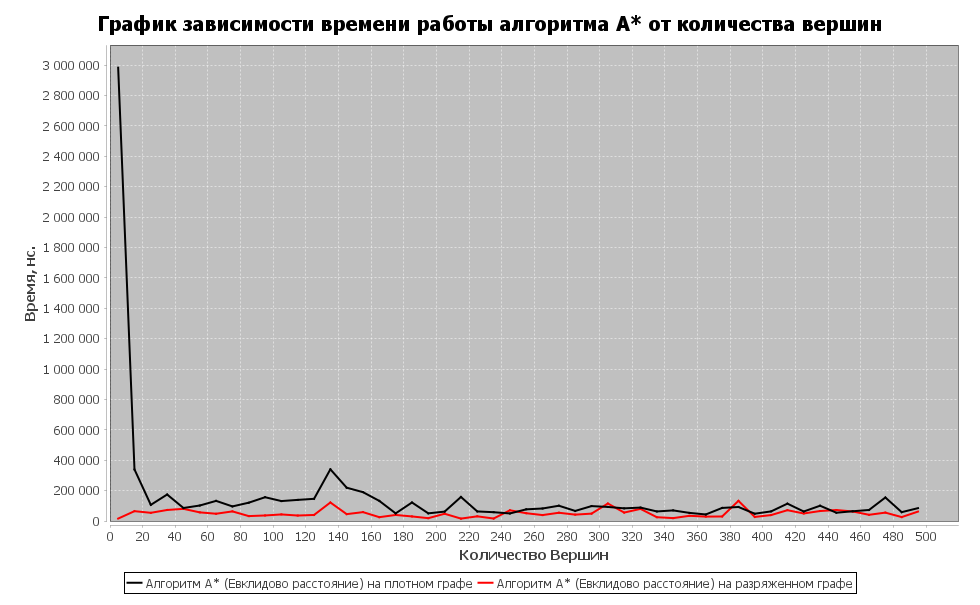 График зависимости времени работы алгоритма A* от количества вершин
Время, нс.
3 000 000
2 800 000
2 600 000
2 400 000
2 200 000
2 000 000
1 800 000
1 600 000
1 400 000
1 200 000
1 000 000
800 000
600 000
400 000
200 000
0
0 20 40 60 80 100 120 140 160 180 200 220 240 260 280 300 320 340 360 380 400 420 440 460 480 500
Количество Вершин
Алгоритм A* (Евклидово расстояние) на плотном графе Алгоритм A* (Евклидово расстояние) на разряженном графе